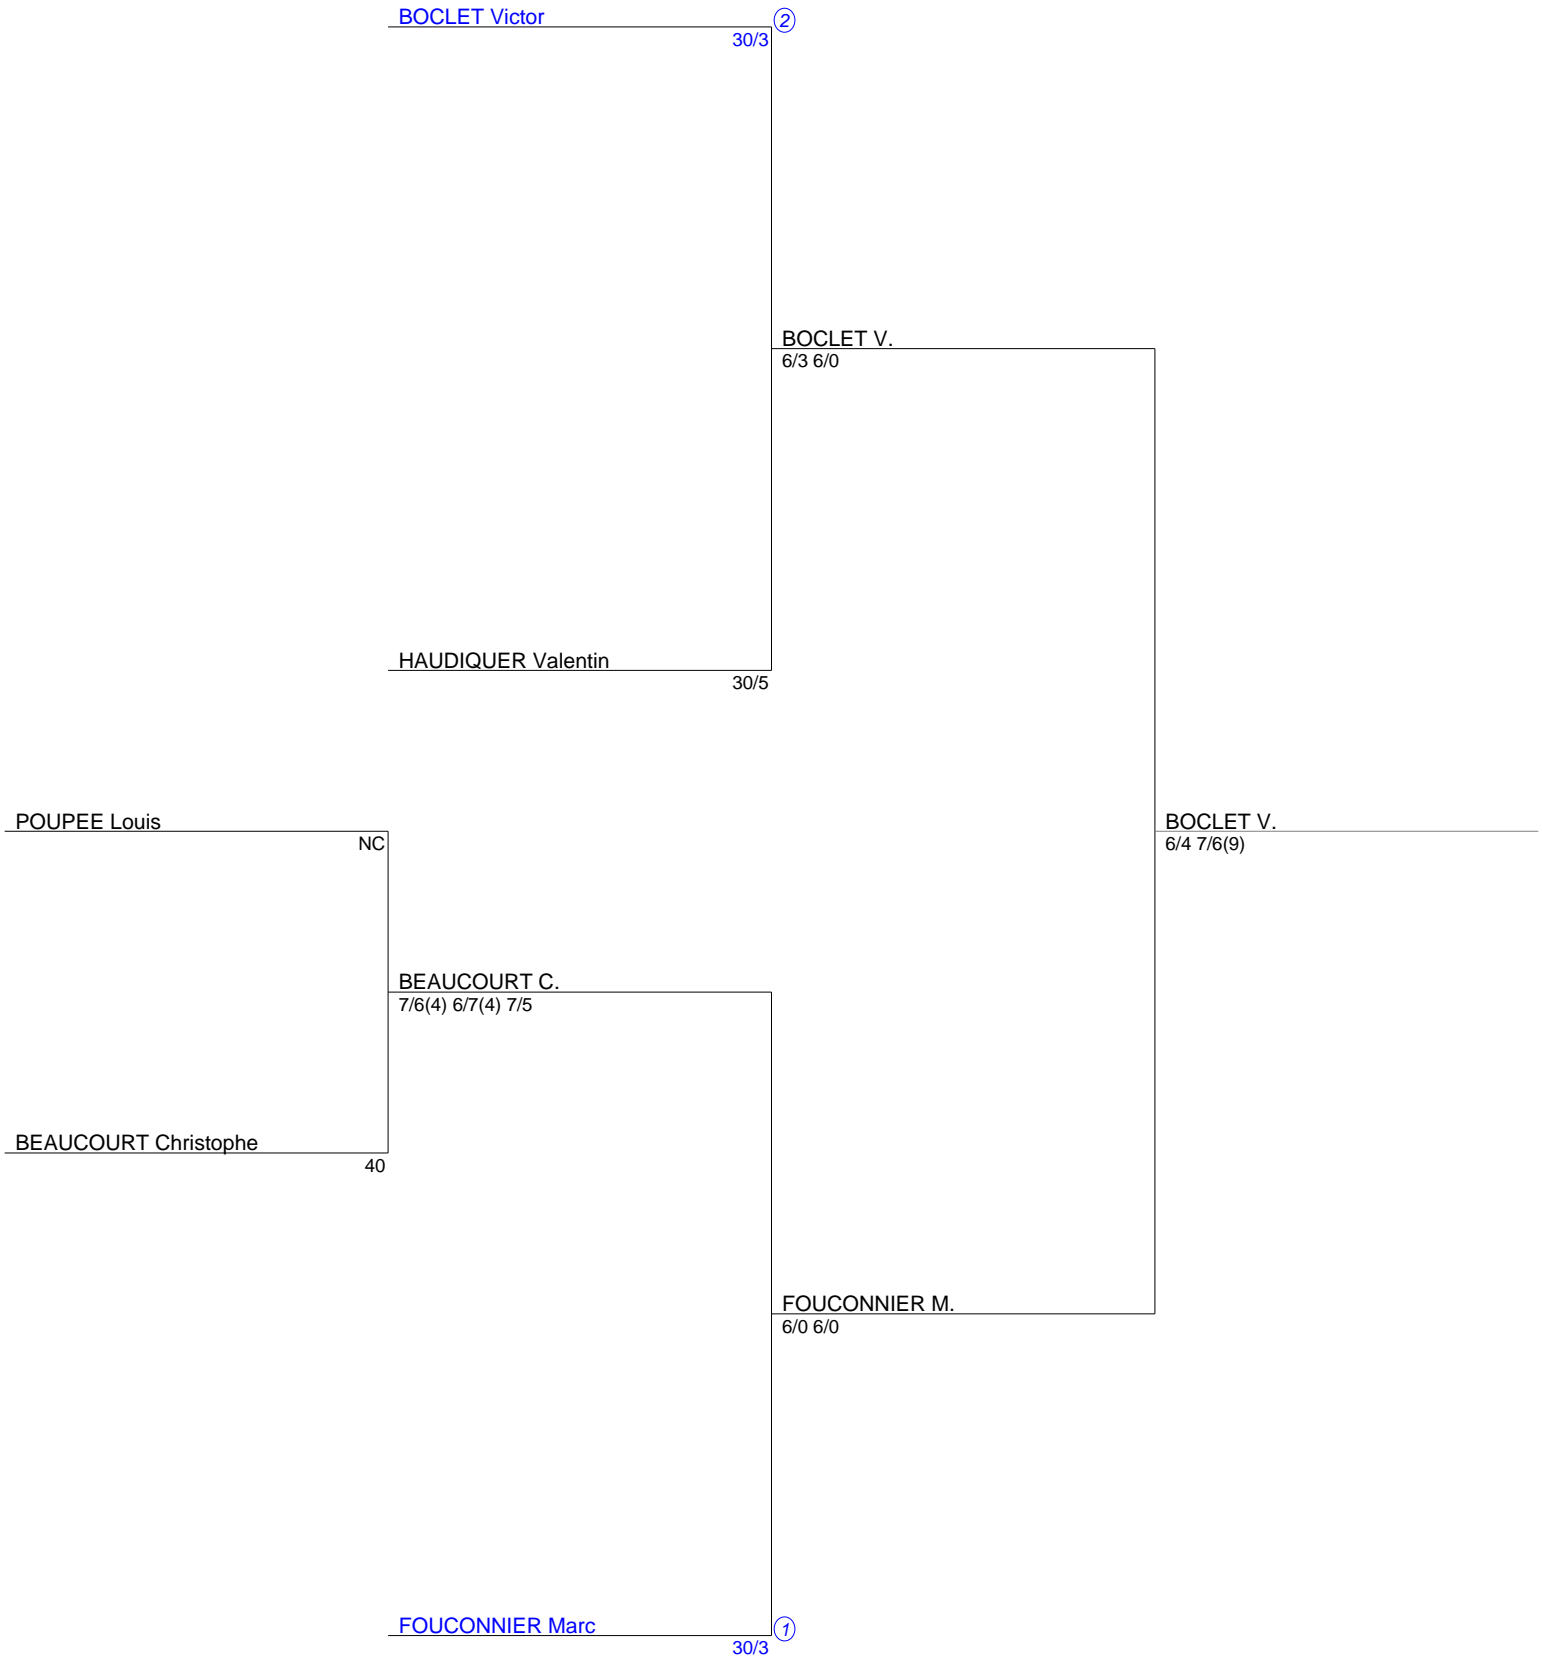 BOCLET Victor
2
30/3
BOCLET V.
6/3 6/0
HAUDIQUER Valentin
30/5
POUPEE Louis
NC
BOCLET V.
6/4 7/6(9)
BEAUCOURT C.
7/6(4) 6/7(4) 7/5
BEAUCOURT Christophe
40
FOUCONNIER M.
6/0 6/0
FOUCONNIER Marc
1
30/3